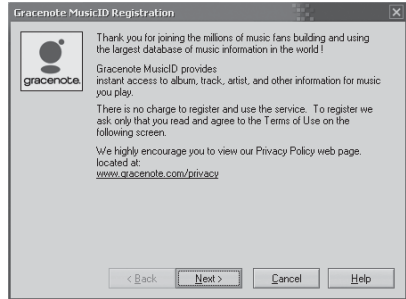 Gracenote MusicID Registration
gracenote.
Thank you for joining the millions of music fans building and using
the largest database of music information in the world !
Gracenote MusicID provides
instant access to album, track, artist, and other information for music
you play.
There is no charge to register and use the service. To register we
ask only that you read and agree to the Terms of Use on the
following screen.
We highly encourage you to view our Privacy Policy web page.
located at:
www.gracenote.com/privacy
< Back
Next >
Cancel
Help